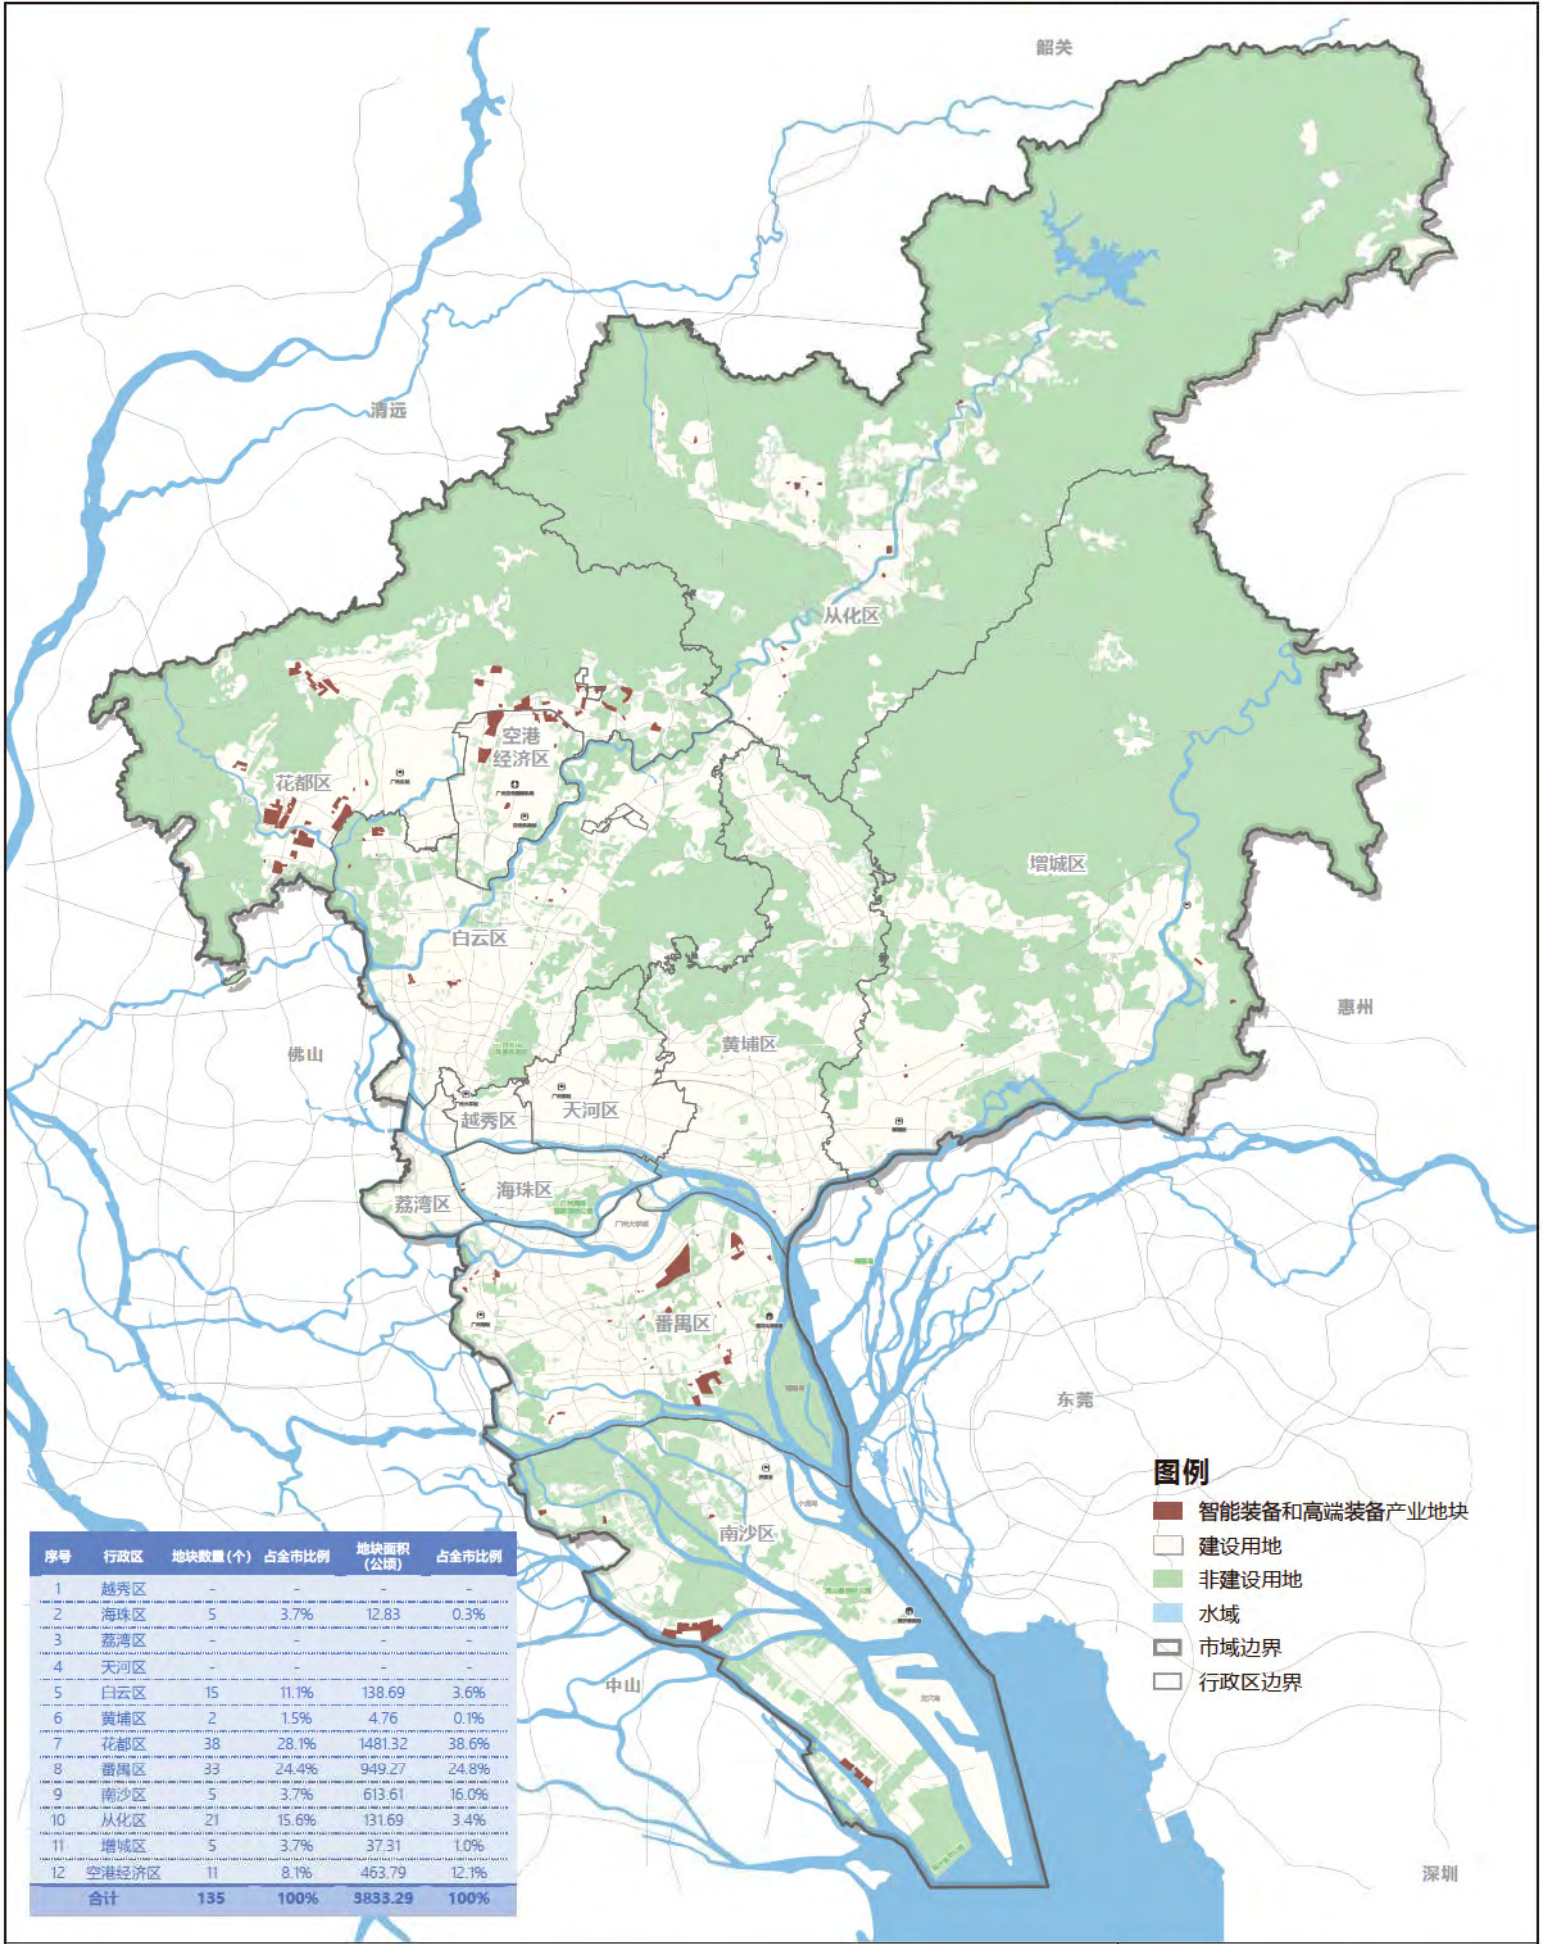 韶关
清远
从化区
空港
经济区
花都区
增城区
白云区
惠州
佛山
黄埔区
天河区
越秀区
海珠区
荔湾区
广州大学城
番禺区
东莞
南沙区
中山
深圳
图例
智能装备和高端装备产业地块
建设用地
非建设用地
水域
市域边界
行政区边界
序号 行政区 地块数量(个) 占全市比例 地块面积(公顷) 占全市比例
1 越秀区 - - - -
2 海珠区 5 3.7% 12.83 0.3%
3 荔湾区 - - - -
4 天河区 - - - -
5 白云区 15 11.1% 138.69 3.6%
6 黄埔区 2 1.5% 4.76 0.1%
7 花都区 38 28.1% 1481.32 38.6%
8 番禺区 33 24.4% 949.27 24.8%
9 南沙区 5 3.7% 613.61 16.0%
10 从化区 21 15.6% 131.69 3.4%
11 增城区 5 3.7% 37.31 1.0%
12 空港经济区 11 8.1% 463.79 12.1%
合计 135 100% 3833.29 100%